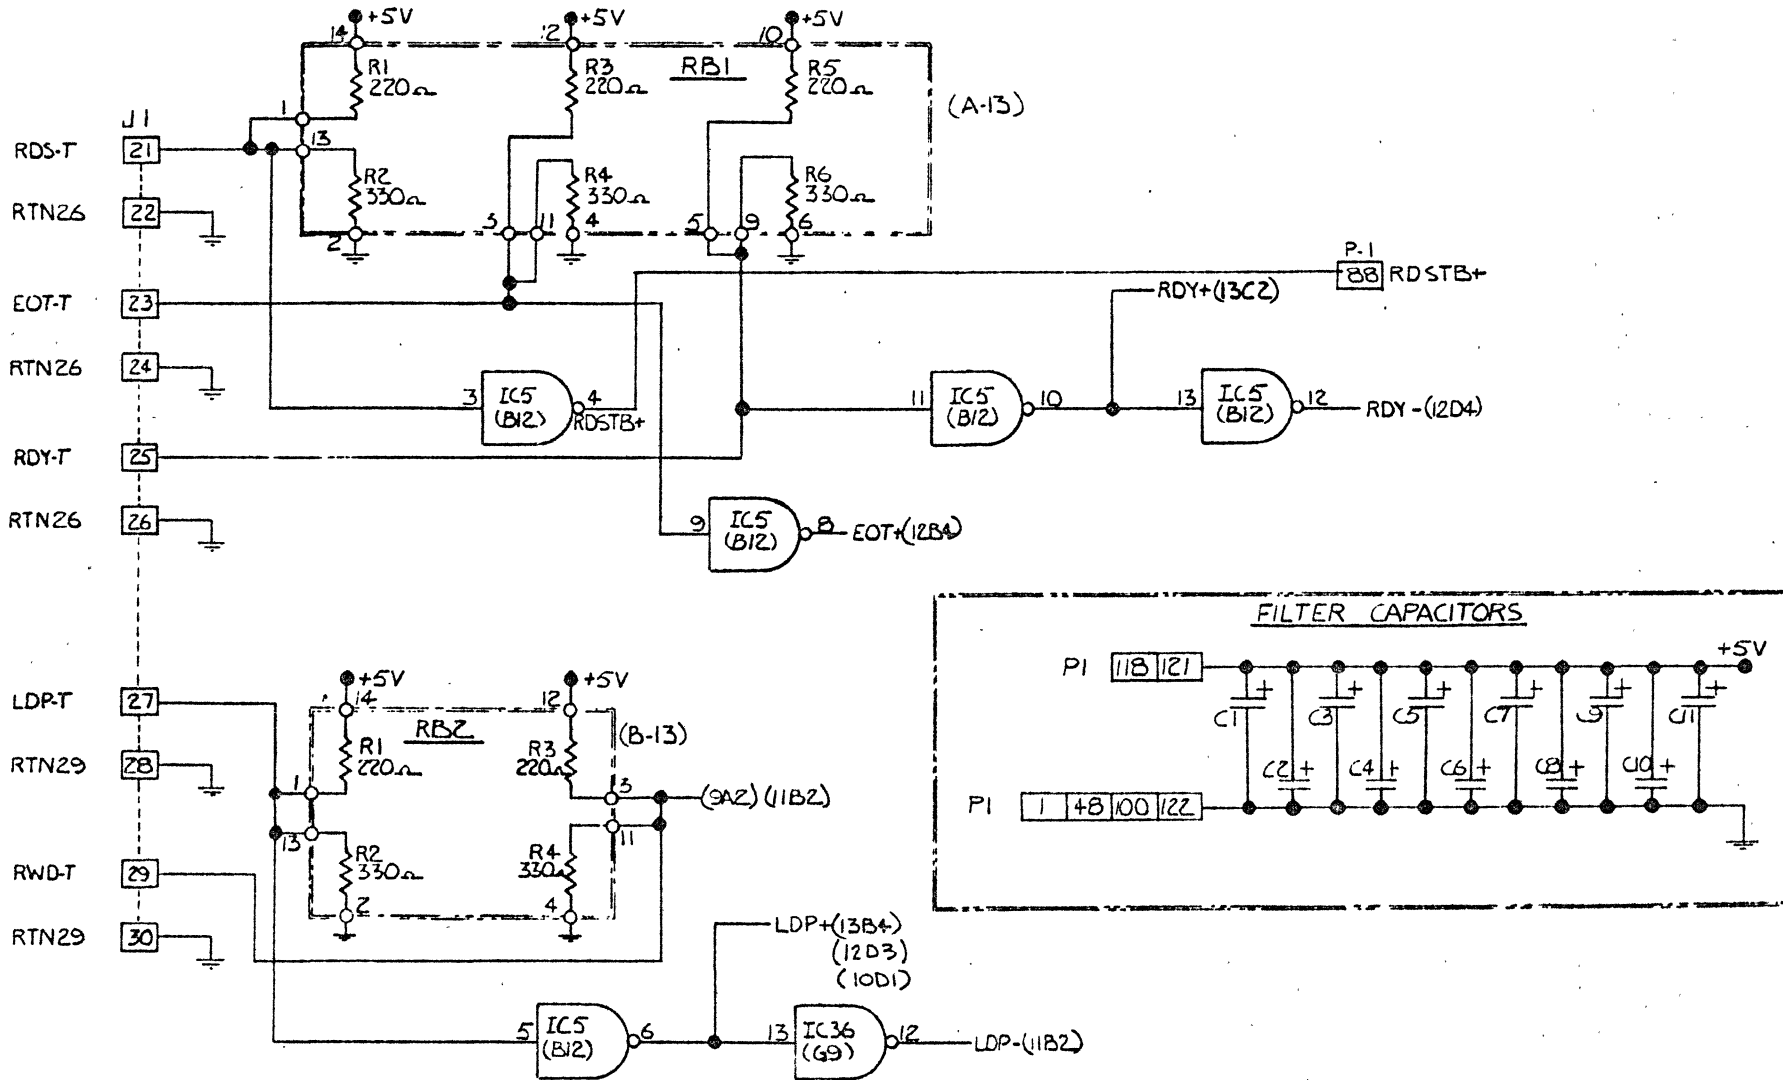 +5V +5V +5V
14 12 10
RB1
R1 R3 R5
220Ω 220Ω 220Ω
(A-13)
1
J1
13
RDS-T 21
R2 R4 R6
330Ω 330Ω 330Ω
RTN26 22
2 3 11 4 5 9 6
P-1
88 RDSTB+
RDY+(13C2)
EOT-T 23
RTN26 24
3 IC5 4 11 IC5 10 13 IC5 12 RDY-(12D4)
(B12) RDSTB+ (B12) (B12)
RDY-T 25
RTN26 26
9 IC5 8 EOT+(12B4)
(B12)
FILTER CAPACITORS
+5V
P1 118 121
C1 + C3 + C5 + C7 + C9 + C11 +
C2 + C4 + C6 + C8 + C10 +
P1 1 48 100 122
+5V +5V
LDP-T 27
14 12
RB2 (B-13)
R1 R3
220Ω 220Ω
RTN29 28
1 3 (9A2) (11B2)
13 11
R2 R4
330Ω 330Ω
RWD-T 29
2 4
RTN29 30
LDP+(13B4)
(12D3)
(10D1)
5 IC5 6 13 IC36 12 LDP-(11B2)
(B12) (G9)